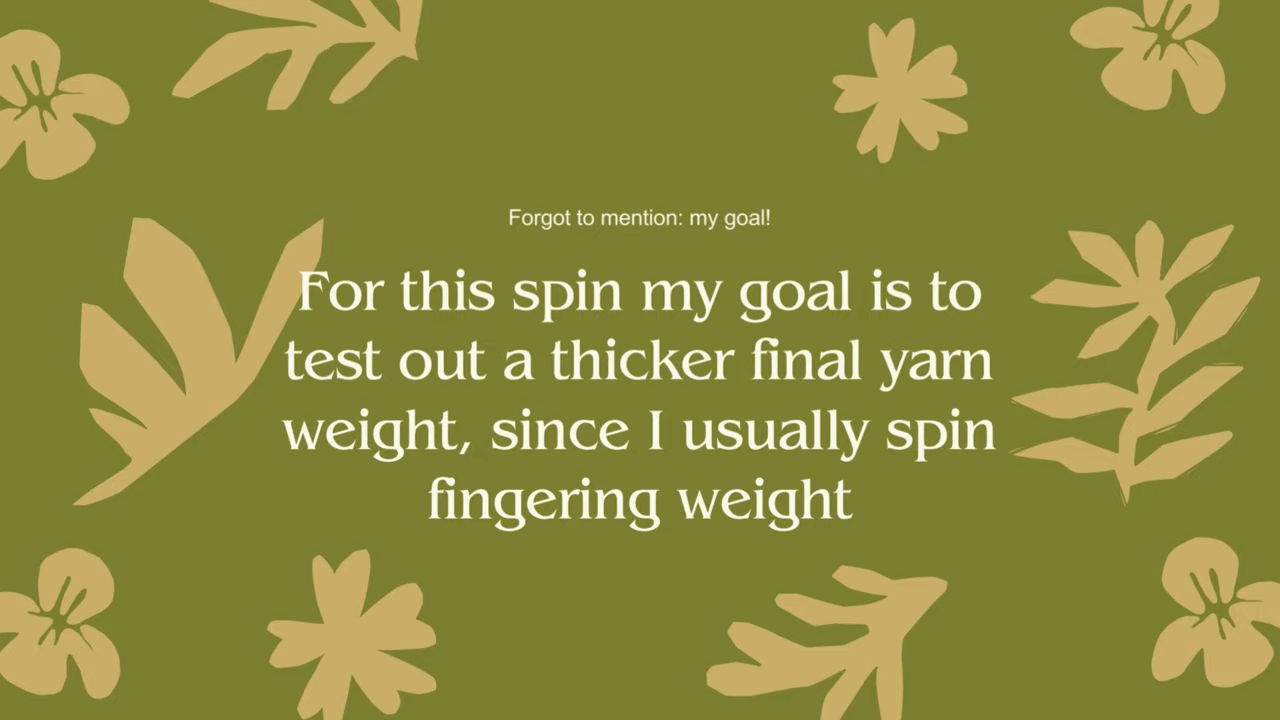 Forgot to mention: my goal!
For this spin my goal is to
test out a thicker final yarn
weight, since I usually spin
fingering weight